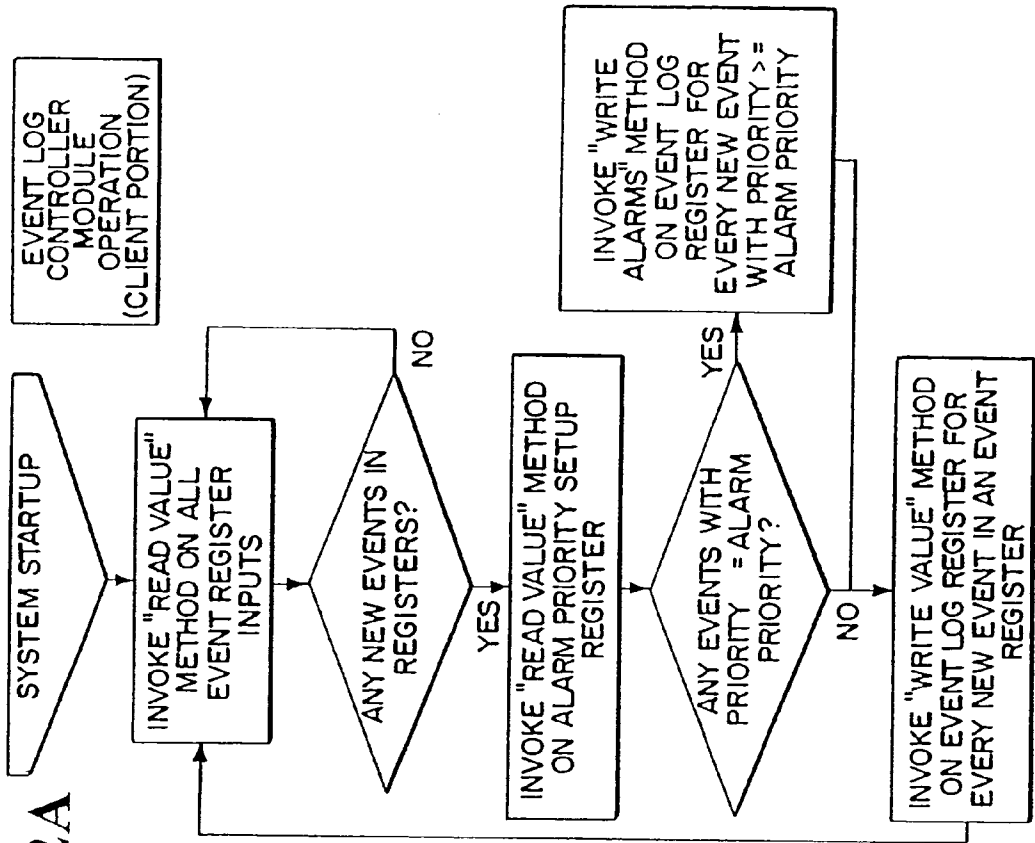 2A
SYSTEM STARTUP
EVENT LOG
CONTROLLER
MODULE
OPERATION
(CLIENT PORTION)
INVOKE "READ VALUE"
METHOD ON ALL
EVENT REGISTER
INPUTS
ANY NEW EVENTS IN
REGISTERS?
NO
YES
INVOKE "READ VALUE" METHOD
ON ALARM PRIORITY SETUP
REGISTER
ANY EVENTS WITH
PRIORITY = ALARM
PRIORITY?
YES
NO
INVOKE "WRITE
ALARMS" METHOD
ON EVENT LOG
REGISTER FOR
EVERY NEW EVENT
WITH PRIORITY >=
ALARM PRIORITY
INVOKE "WRITE VALUE" METHOD
ON EVENT LOG REGISTER FOR
EVERY NEW EVENT IN AN EVENT
REGISTER